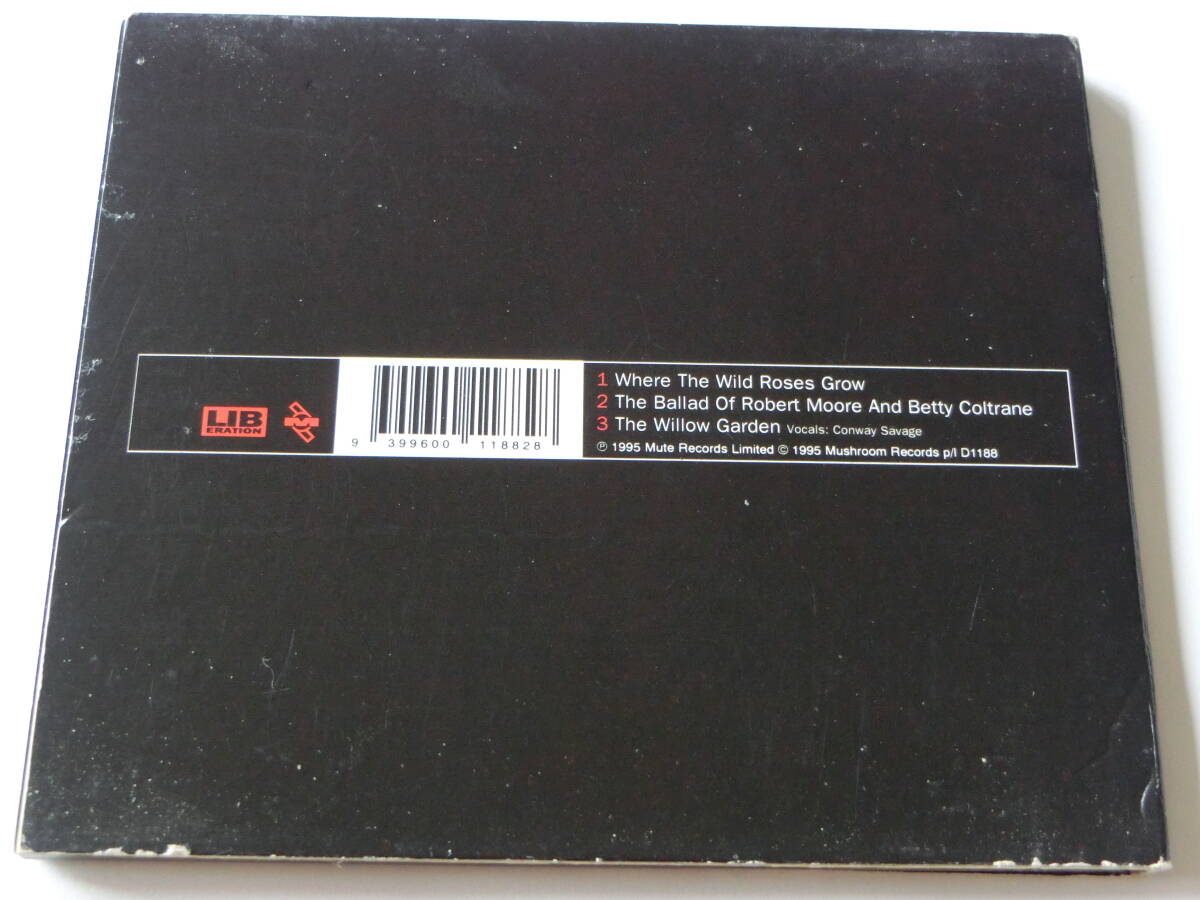 LIB
ERATION
9 399600 118828
1 Where The Wild Roses Grow
2 The Ballad Of Robert Moore And Betty Coltrane
3 The Willow Garden Vocals: Conway Savage
℗ 1995 Mute Records Limited © 1995 Mushroom Records p/l D1188